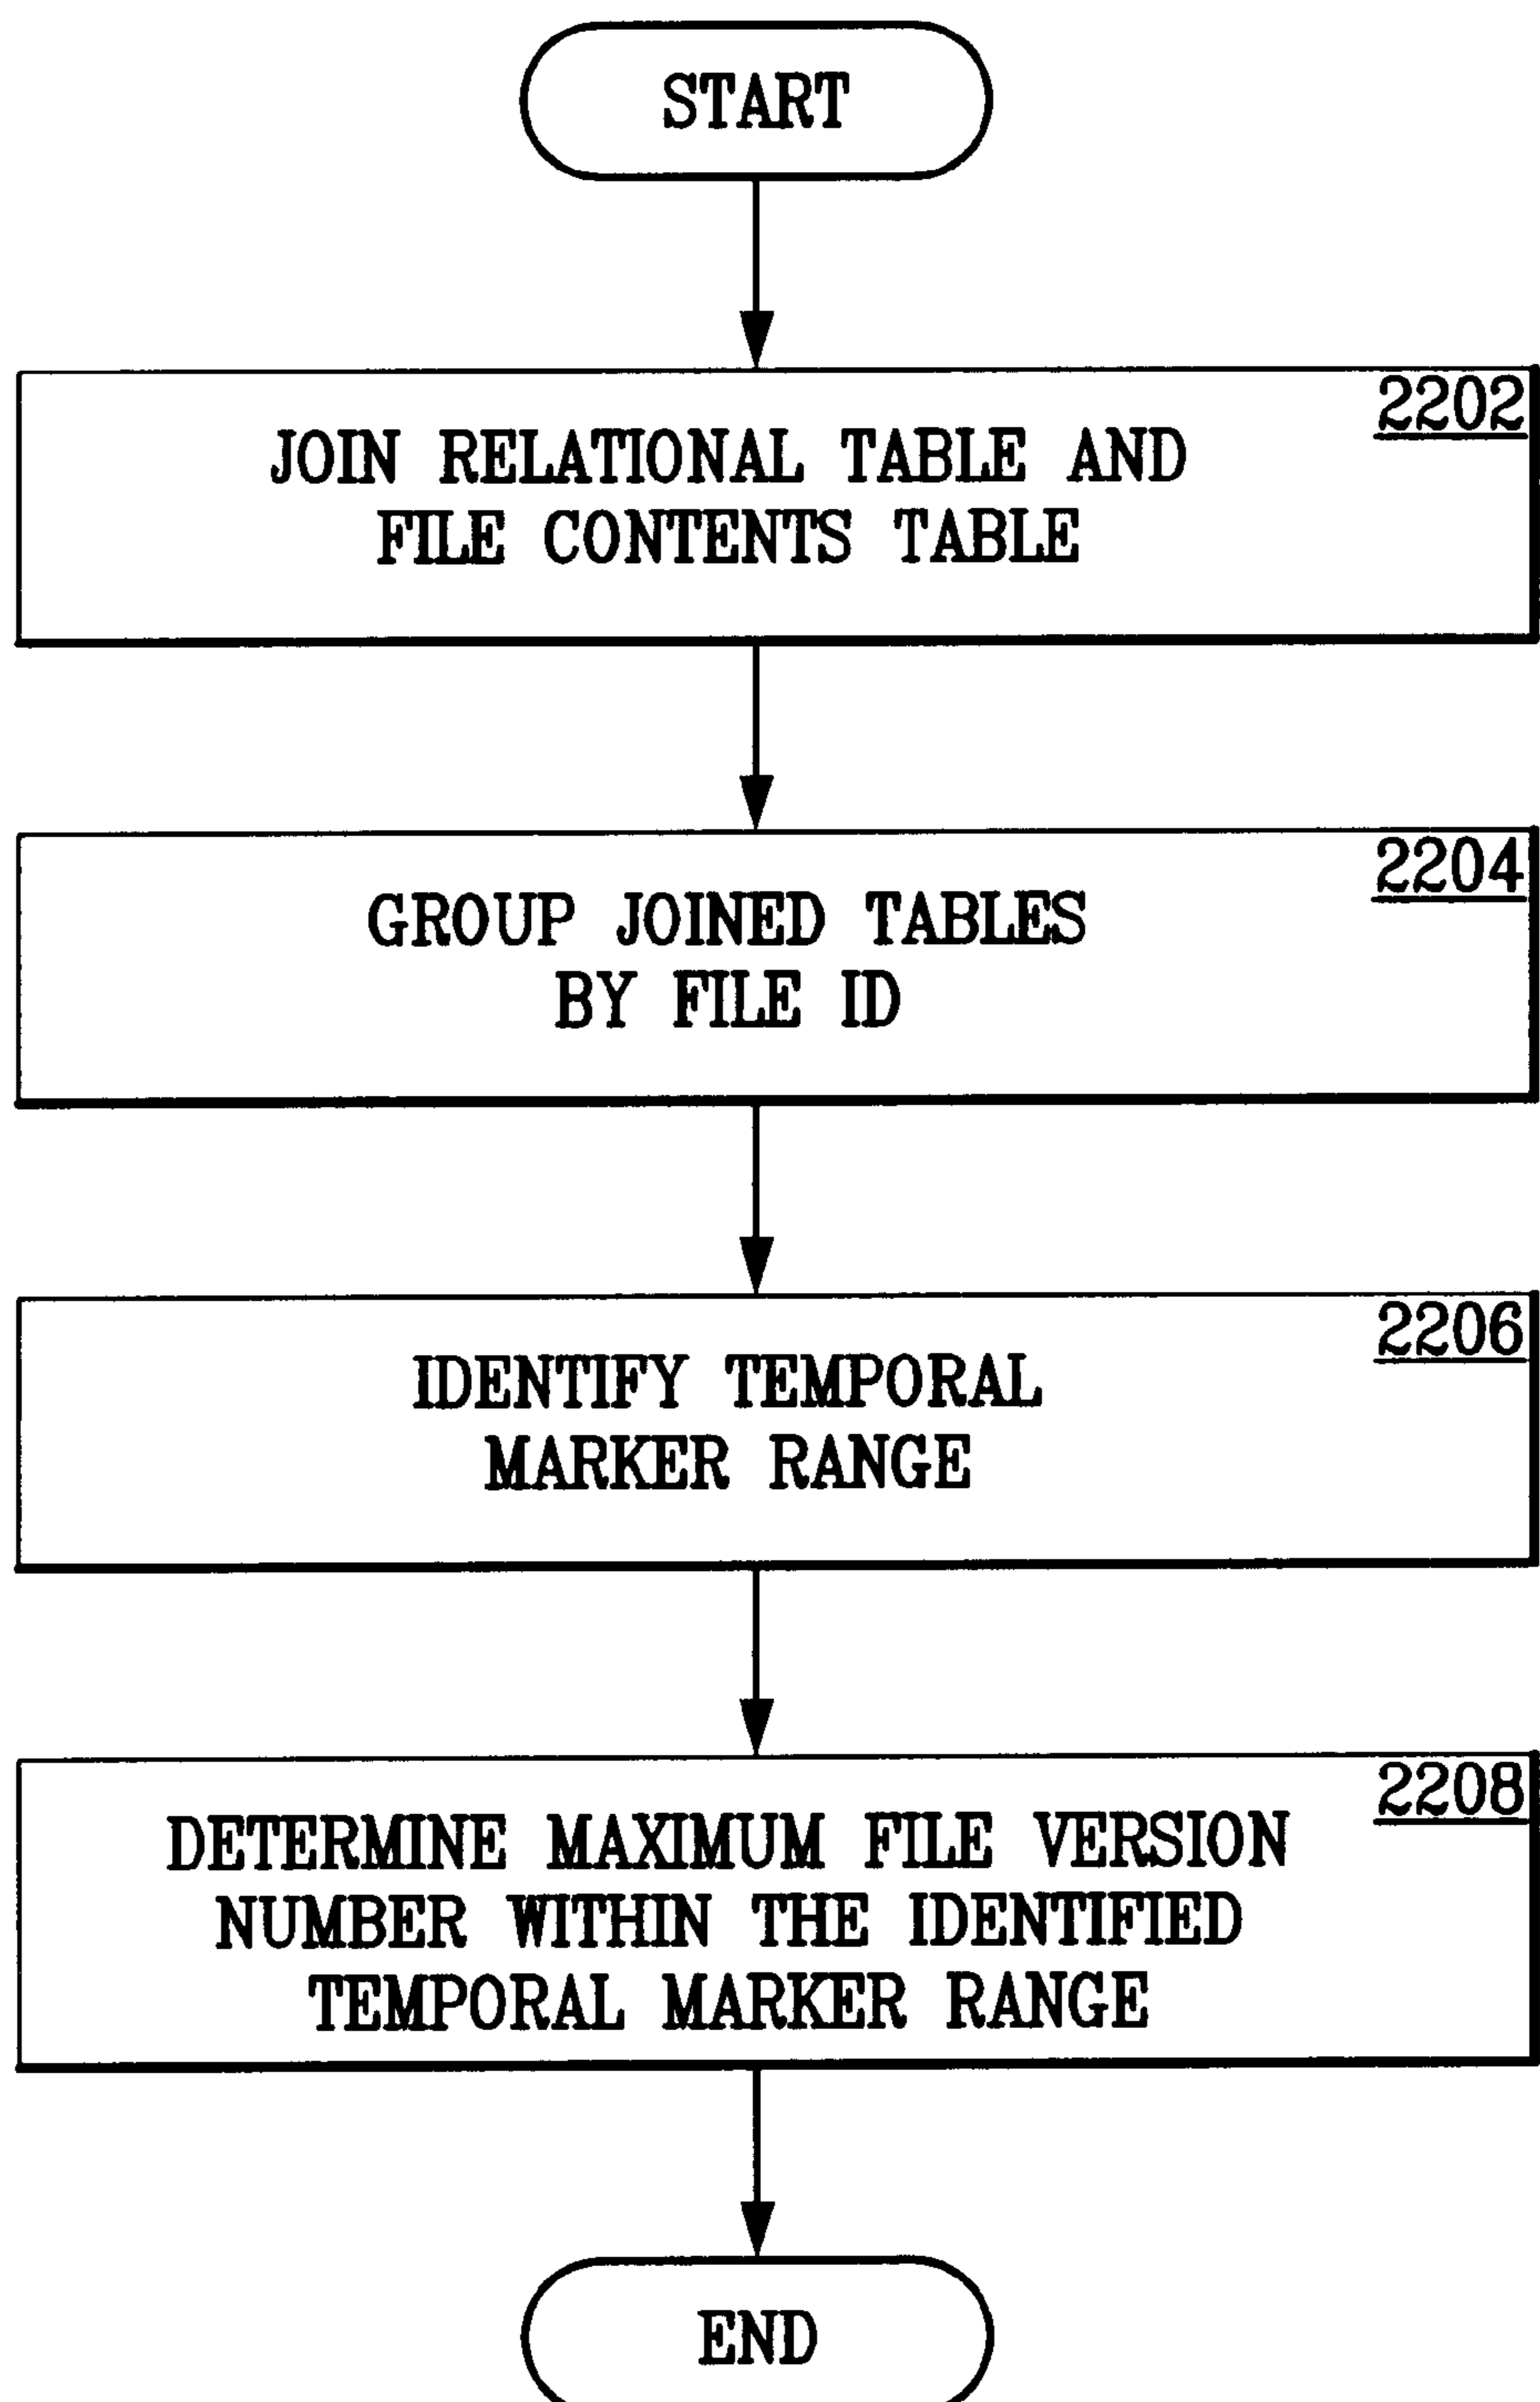 START
2202
JOIN RELATIONAL TABLE AND
FILE CONTENTS TABLE
2204
GROUP JOINED TABLES
BY FILE ID
2206
IDENTIFY TEMPORAL
MARKER RANGE
2208
DETERMINE MAXIMUM FILE VERSION
NUMBER WITHIN THE IDENTIFIED
TEMPORAL MARKER RANGE
END